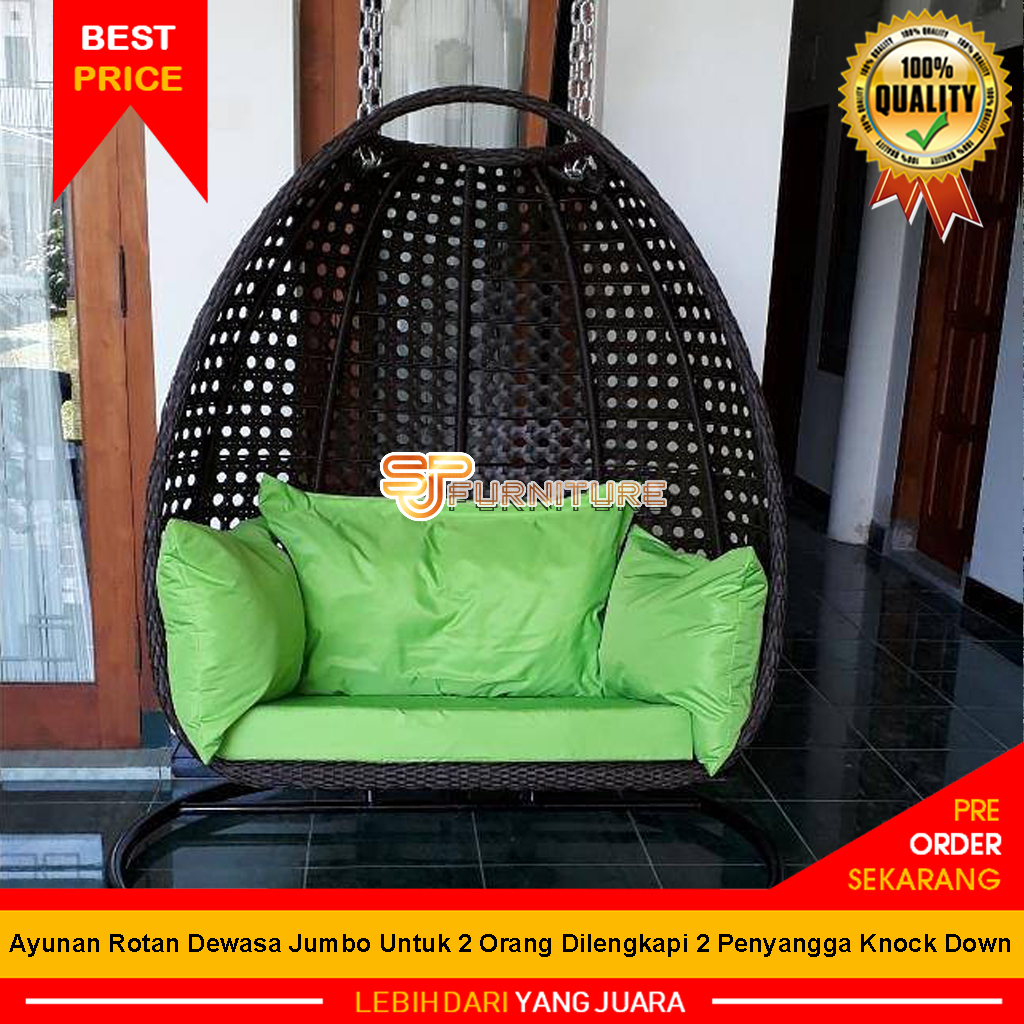 BEST
PRICE
100% QUALITY
100%
QUALITY
SJP FURNITURE
PRE
ORDER
SEKARANG
Ayunan Rotan Dewasa Jumbo Untuk 2 Orang Dilengkapi 2 Penyangga Knock Down
LEBIH DARI YANG JUARA